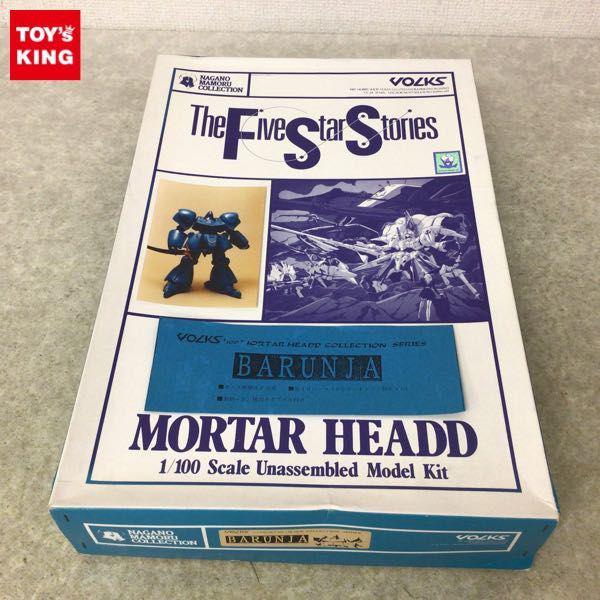 TOY's
KING
NAGANO
MAMORU
COLLECTION
VOLKS
The Five Star Stories
VOLKS 1/100 MORTAR HEADD COLLECTION SERIES
BARUNJA
MORTAR HEADD
1/100 Scale Unassembled Model Kit
NAGANO
MAMORU
COLLECTION
VOLKS
BARUNJA
VOLKS